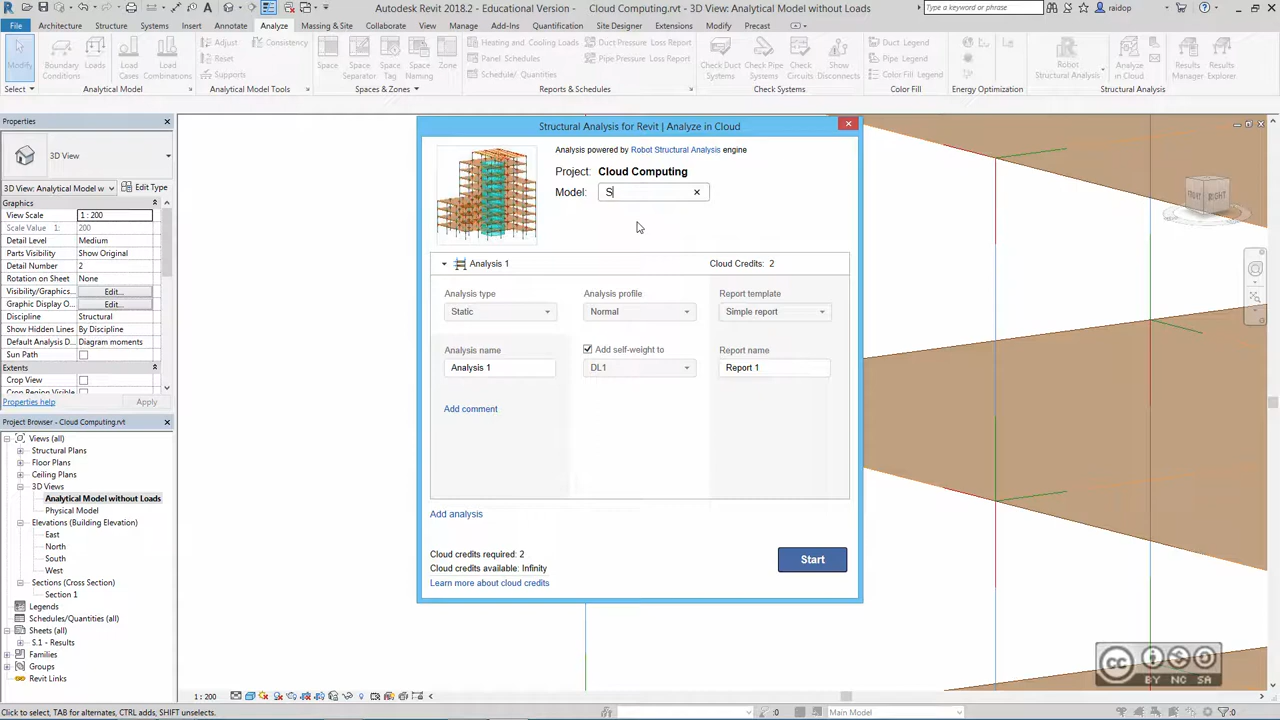 Autodesk Revit 2018.2 - Educational Version - Cloud Computing.rvt - 3D View: Analytical Model without Loads
Type a keyword or phrase
raidop
File Architecture Structure Systems Insert Annotate Analyze Massing & Site Collaborate View Manage Add-Ins Quantification Site Designer Extensions Modify Precast
Modify
Boundary Conditions
Loads
Load Cases
Load Combinations
Adjust
Reset
Supports
Consistency
Space
Space Separator
Space Tag
Space Naming
Zone
Heating and Cooling Loads
Panel Schedules
Schedule/ Quantities
Duct Pressure Loss Report
Pipe Pressure Loss Report
Check Duct Systems
Check Pipe Systems
Check Circuits
Show Disconnects
Duct Legend
Pipe Legend
Color Fill Legend
Robot Structural Analysis
Analyze in Cloud
Results Manager
Results Explorer
Select Analytical Model Analytical Model Tools Spaces & Zones Reports & Schedules Check Systems Color Fill Energy Optimization Structural Analysis
Properties
3D View
3D View: Analytical Model w
Edit Type
Graphics
View Scale 1 : 200
Scale Value 1: 200
Detail Level Medium
Parts Visibility Show Original
Detail Number 2
Rotation on Sheet None
Visibility/Graphics... Edit...
Graphic Display O... Edit...
Discipline Structural
Show Hidden Lines By Discipline
Default Analysis D... Diagram moments
Sun Path
Extents
Crop View
Crop Region Visible
Properties help
Apply
Project Browser - Cloud Computing.rvt
Views (all)
Structural Plans
Floor Plans
Ceiling Plans
3D Views
Analytical Model without Loads
Physical Model
Elevations (Building Elevation)
East
North
South
West
Sections (Cross Section)
Section 1
Legends
Schedules/Quantities (all)
Sheets (all)
S.1 - Results
Families
Groups
Revit Links
Structural Analysis for Revit | Analyze in Cloud
Analysis powered by Robot Structural Analysis engine
Project: Cloud Computing
Model: S
Analysis 1
Cloud Credits: 2
Analysis type
Analysis profile
Report template
Static
Normal
Simple report
Analysis name
Add self-weight to
Report name
Analysis 1
DL1
Report 1
Add comment
Add analysis
Cloud credits required: 2
Cloud credits available: Infinity
Learn more about cloud credits
Start
RIGHT
cc
BY NC SA
1 : 200
Click to select, TAB for alternates, CTRL adds, SHIFT unselects.
:0
Main Model
:0